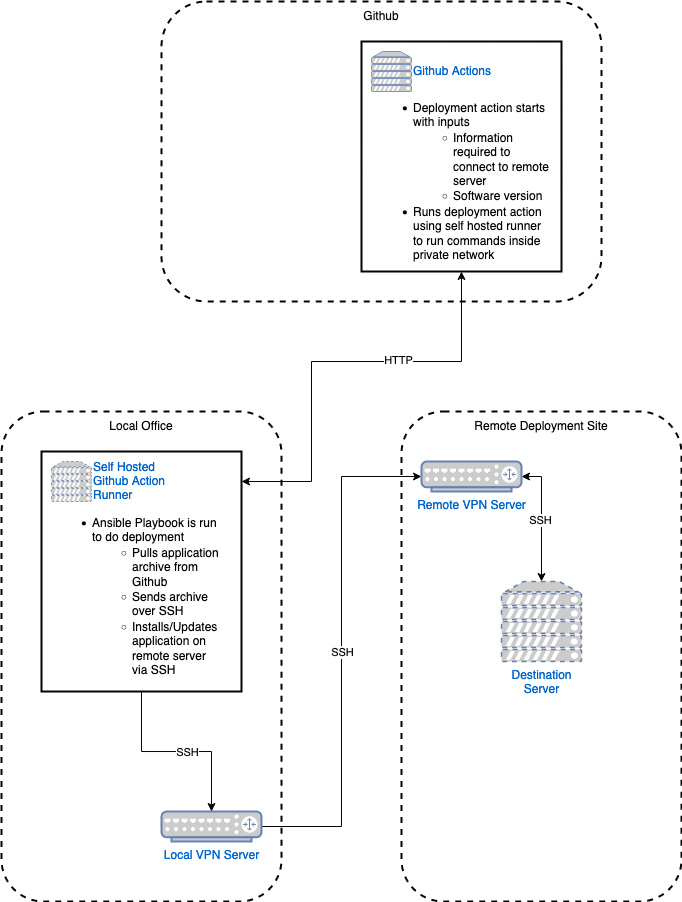 Github
Github Actions
Deployment action starts
with inputs
Information
required to
connect to remote
server
Software version
Runs deployment action
using self hosted runner
to run commands inside
private network
HTTP
Local Office
Self Hosted
Github Action
Runner
Ansible Playbook is run
to do deployment
Pulls application
archive from
Github
Sends archive
over SSH
Installs/Updates
application on
remote server
via SSH
SSH
Local VPN Server
SSH
Remote Deployment Site
Remote VPN Server
SSH
Destination
Server